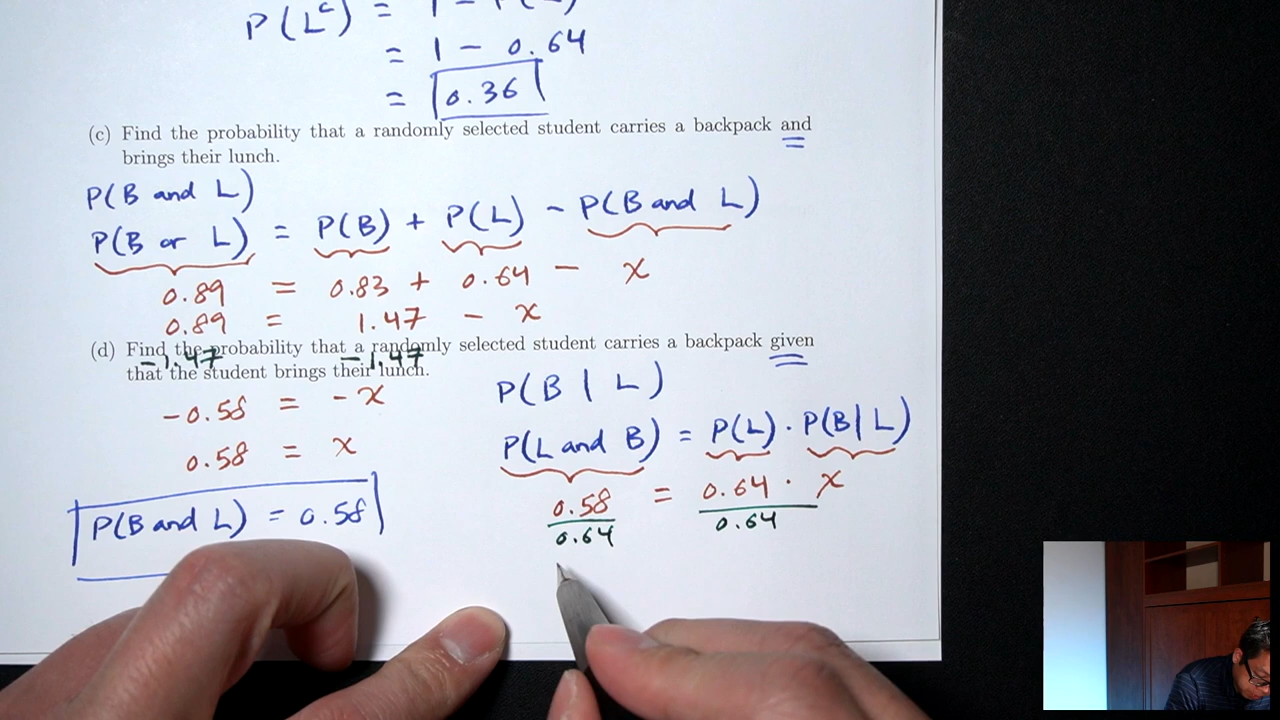 P(Lᶜ) = 1 - P(L)
= 1 - 0.64
= 0.36
(c) Find the probability that a randomly selected student carries a backpack and
brings their lunch.
P(B and L)
P(B or L) = P(B) + P(L) - P(B and L)
0.89 = 0.83 + 0.64 - x
0.89 = 1.47 - x
(d) Find the probability that a randomly selected student carries a backpack given
-1.47 -1.47
that the student brings their lunch.
-0.58 = -x
0.58 = x
P(B and L) = 0.58
P(B | L)
P(L and B) = P(L) · P(B|L)
0.58 = 0.64 · x
0.64 0.64